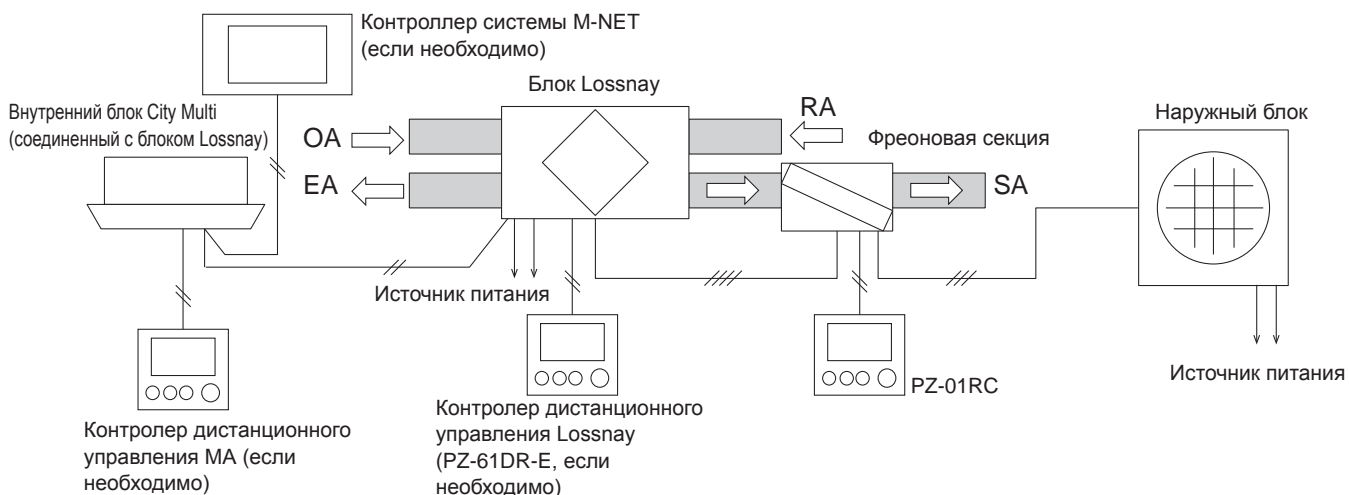 Контроллер системы M-NET
(если необходимо)
Блок Lossnay
Внутренний блок City Multi
(соединенный с блоком Lossnay)
OA
RA
Фреоновая секция
Наружный блок
EA
SA
Источник питания
PZ-01RC
Источник питания
Контролер дистанционного
управления MA (если
необходимо)
Контролер дистанционного
управления Lossnay
(PZ-61DR-E, если
необходимо)